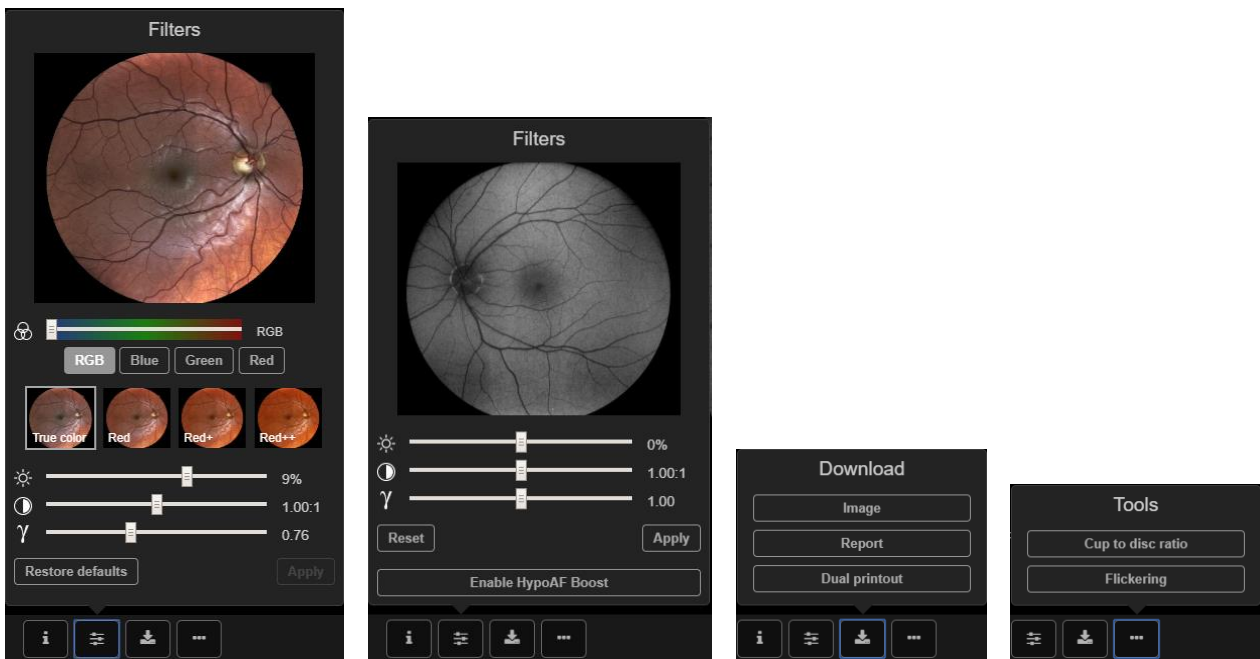 Filters
RGB
RGB Blue Green Red
True color Red Red+ Red++
9%
1.00:1
γ 0.76
Restore defaults Apply
i
Filters
0%
1.00:1
γ 1.00
Reset Apply
Enable HypoAF Boost
i
Download
Image
Report
Dual printout
i
Tools
Cup to disc ratio
Flickering